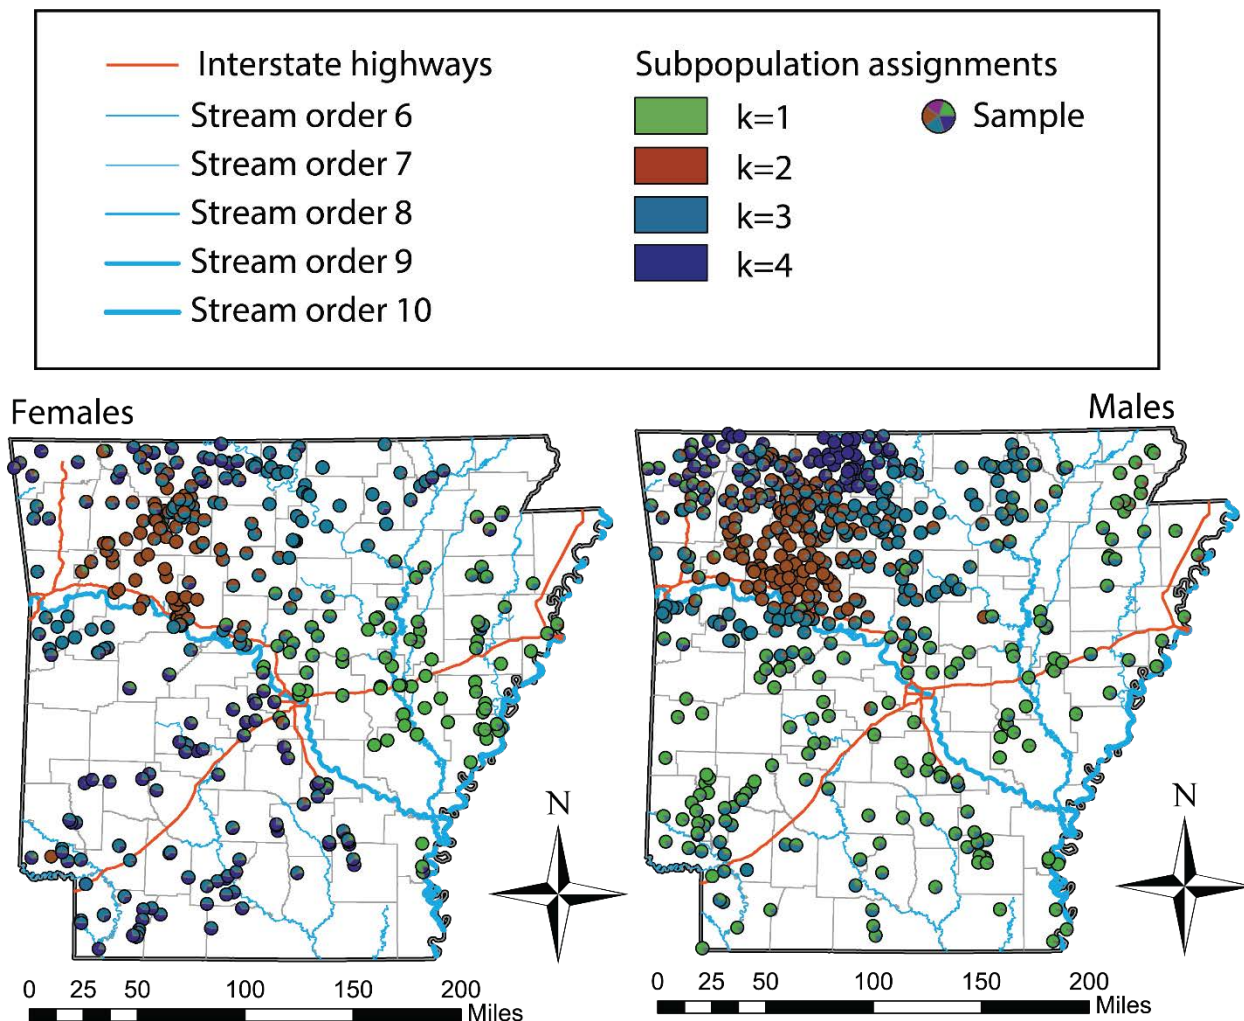 Interstate highways
Stream order 6
Stream order 7
Stream order 8
Stream order 9
Stream order 10
Subpopulation assignments
k=1
k=2
k=3
k=4
Sample
Females
Males
N
N
0 25 50 100 150 200
Miles
0 25 50 100 150 200
Miles